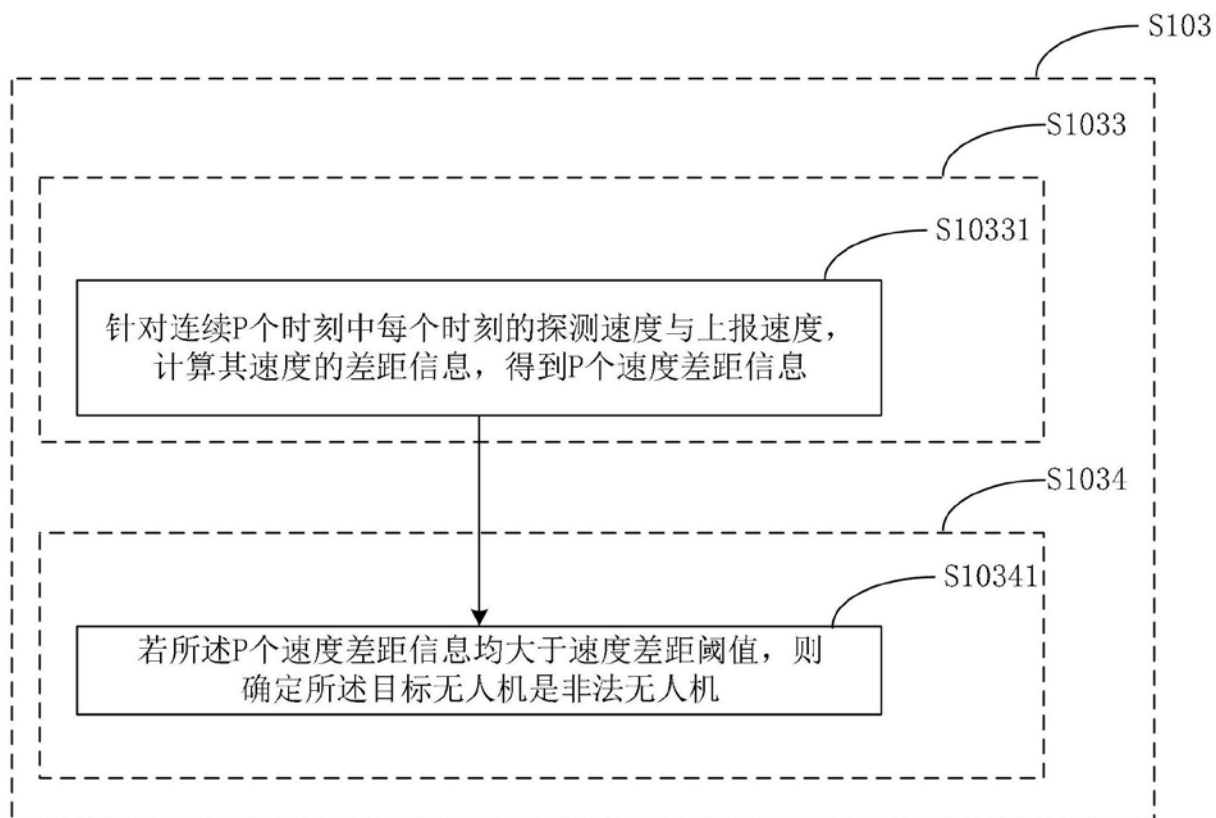 S103
S1033
S10331
针对连续P个时刻中每个时刻的探测速度与上报速度，
计算其速度的差距信息，得到P个速度差距信息
S1034
S10341
若所述P个速度差距信息均大于速度差距阈值，则
确定所述目标无人机是非法无人机